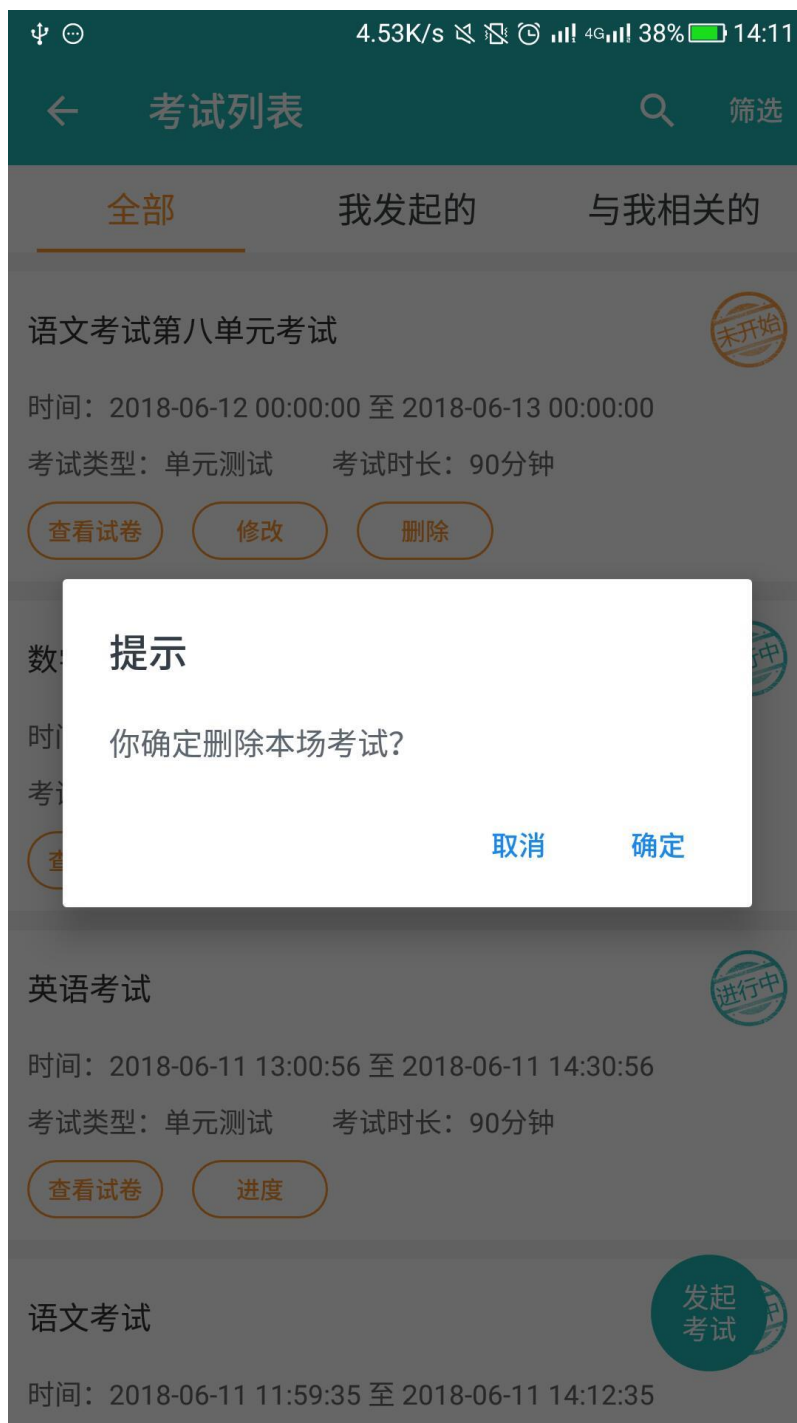 4.53K/s 4G 38% 14:11
考试列表 筛选
全部 我发起的 与我相关的
语文考试第八单元考试 未开始
时间：2018-06-12 00:00:00 至 2018-06-13 00:00:00
考试类型：单元测试 考试时长：90分钟
查看试卷 修改 删除
数
提示
时
你确定删除本场考试?
考
取消 确定
英语考试 进行中
时间：2018-06-11 13:00:56 至 2018-06-11 14:30:56
考试类型：单元测试 考试时长：90分钟
查看试卷 进度
发起
考试
语文考试
时间：2018-06-11 11:59:35 至 2018-06-11 14:12:35